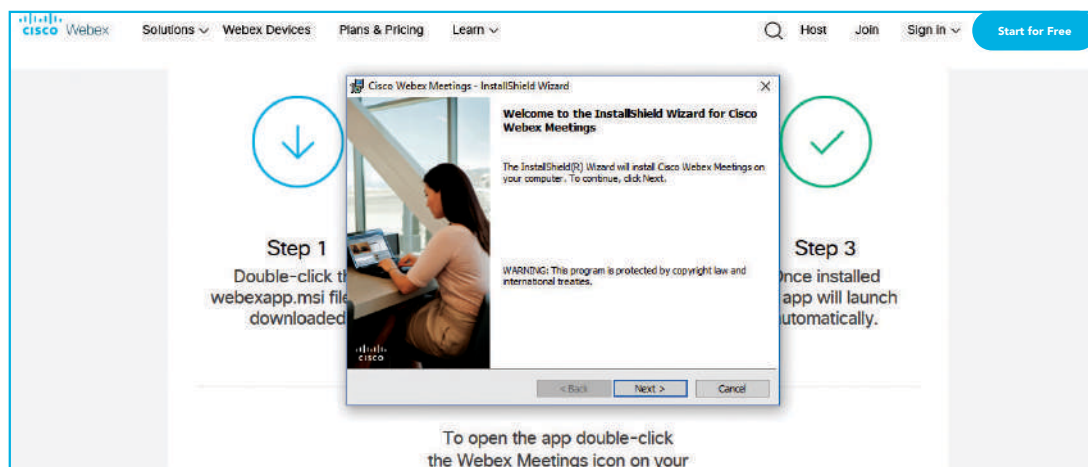 CISCO Webex Solutions Webex Devices Plans & Pricing Learn Host Join Sign In Start for Free
Cisco Webex Meetings - InstallShield Wizard
Welcome to the InstallShield Wizard for Cisco
Webex Meetings
The InstallShield(R) Wizard will install Cisco Webex Meetings on
your computer. To continue, click Next.
WARNING: This program is protected by copyright law and
international treaties.
CISCO
< Back Next > Cancel
Step 1
Double-click
webexapp.msi
downloaded
Step 3
installed
app will launch
automatically.
To open the app double-click
the Webex Meetings icon on your